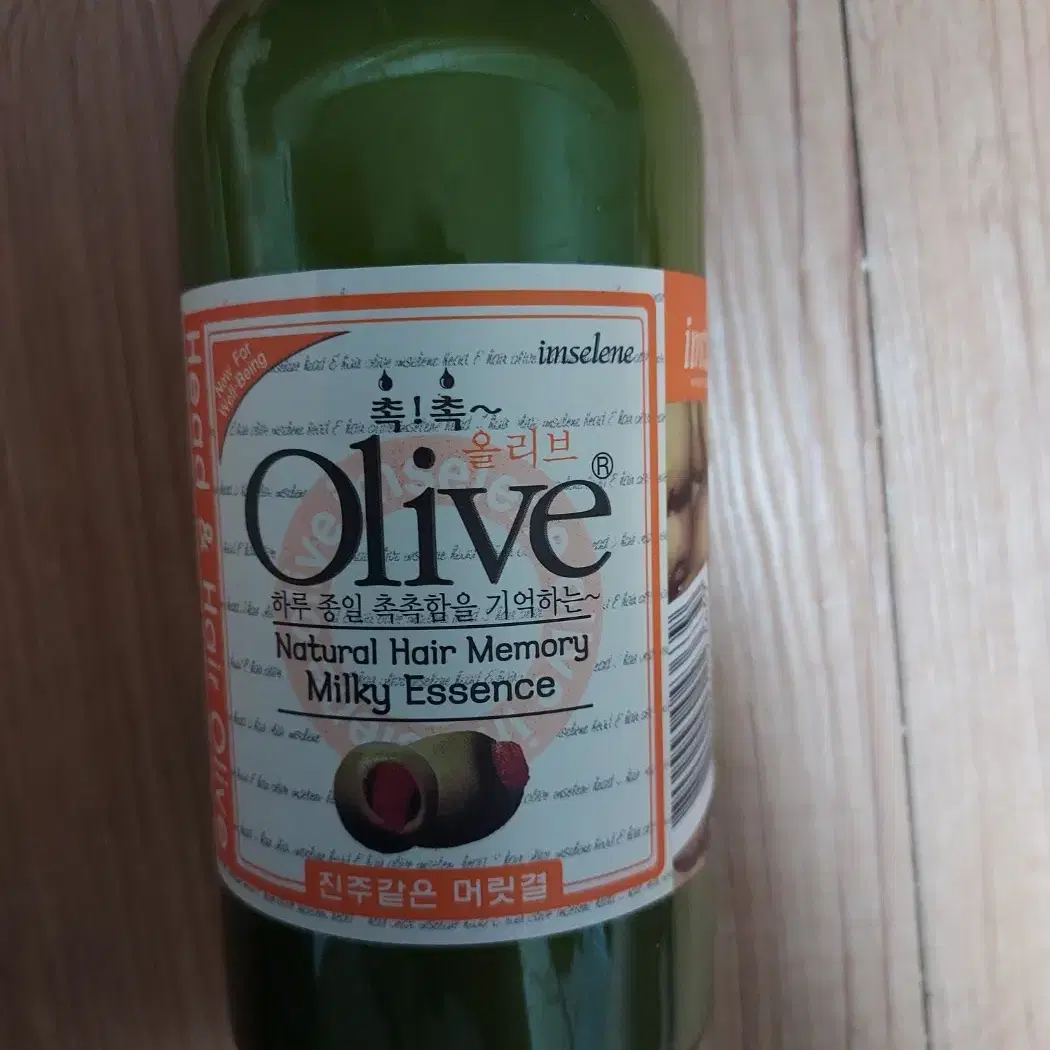 imselene
New For
Well-Being
촉!촉~
올리브
Olive®
하루 종일 촉촉함을 기억하는~
Natural Hair Memory
Milky Essence
진주같은 머릿결
Head & Hair Olive